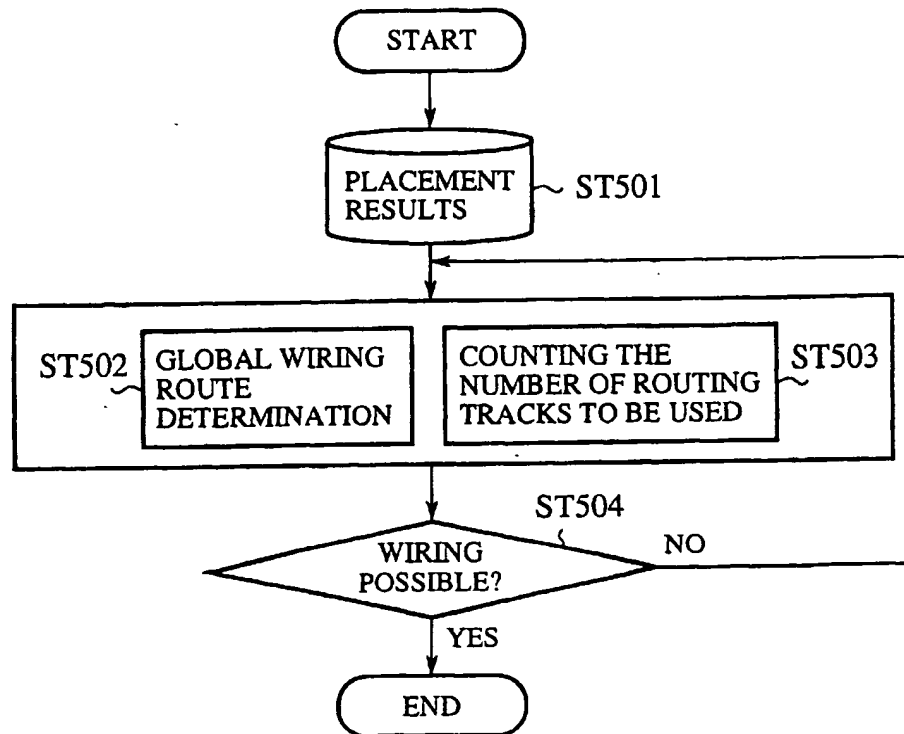 START
PLACEMENT
RESULTS
ST501
ST502
GLOBAL WIRING
ROUTE
DETERMINATION
COUNTING THE
NUMBER OF ROUTING
TRACKS TO BE USED
ST503
ST504
WIRING
POSSIBLE?
NO
YES
END